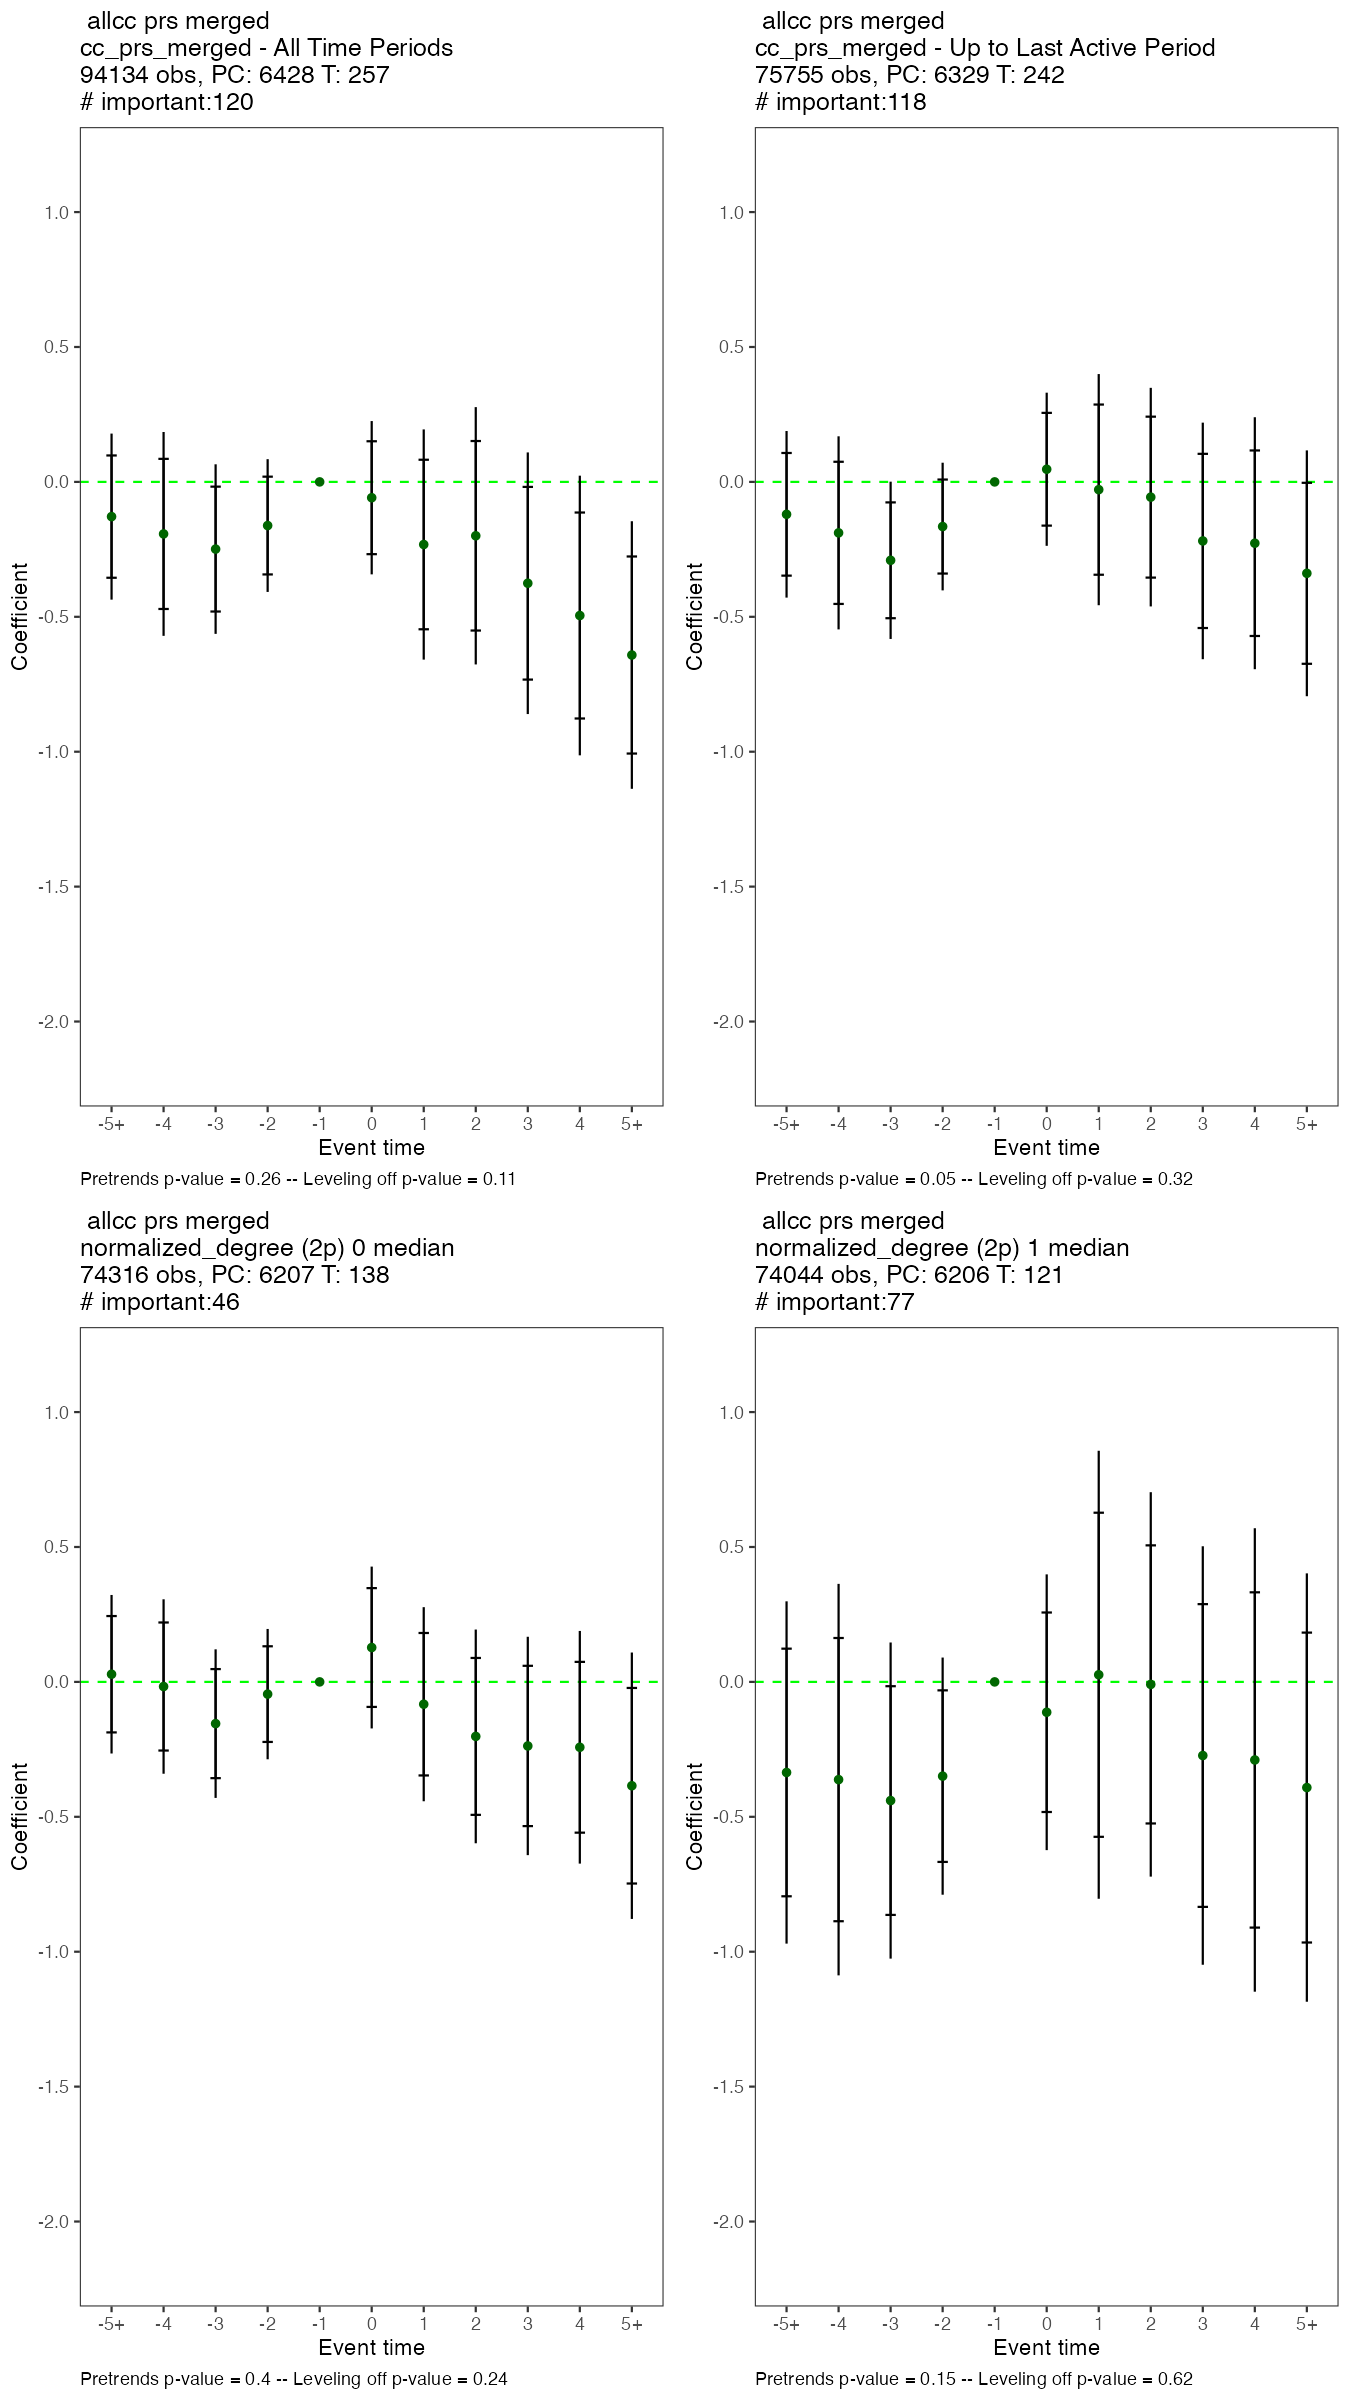 allcc prs merged
cc_prs_merged - All Time Periods
94134 obs, PC: 6428 T: 257
# important:120
1.0
0.5
0.0
-0.5
-1.0
-1.5
-2.0
Coefficient
-5+ -4 -3 -2 -1 0 1 2 3 4 5+
Event time
Pretrends p-value = 0.26 -- Leveling off p-value = 0.11
allcc prs merged
cc_prs_merged - Up to Last Active Period
75755 obs, PC: 6329 T: 242
# important:118
1.0
0.5
0.0
-0.5
-1.0
-1.5
-2.0
Coefficient
-5+ -4 -3 -2 -1 0 1 2 3 4 5+
Event time
Pretrends p-value = 0.05 -- Leveling off p-value = 0.32
allcc prs merged
normalized_degree (2p) 0 median
74316 obs, PC: 6207 T: 138
# important:46
1.0
0.5
0.0
-0.5
-1.0
-1.5
-2.0
Coefficient
-5+ -4 -3 -2 -1 0 1 2 3 4 5+
Event time
Pretrends p-value = 0.4 -- Leveling off p-value = 0.24
allcc prs merged
normalized_degree (2p) 1 median
74044 obs, PC: 6206 T: 121
# important:77
1.0
0.5
0.0
-0.5
-1.0
-1.5
-2.0
Coefficient
-5+ -4 -3 -2 -1 0 1 2 3 4 5+
Event time
Pretrends p-value = 0.15 -- Leveling off p-value = 0.62